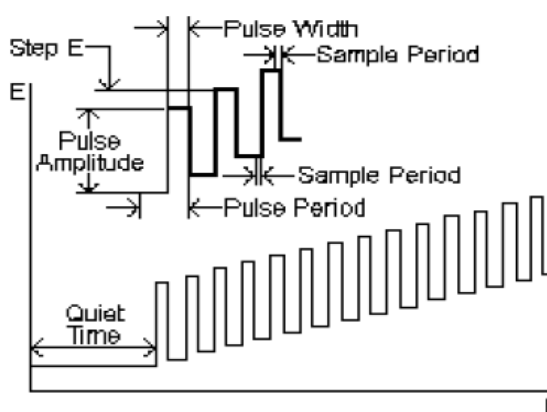 Pulse Width
Step E
Sample Period
E
Pulse
Amplitude
Sample Period
Pulse Period
Quiet
Time